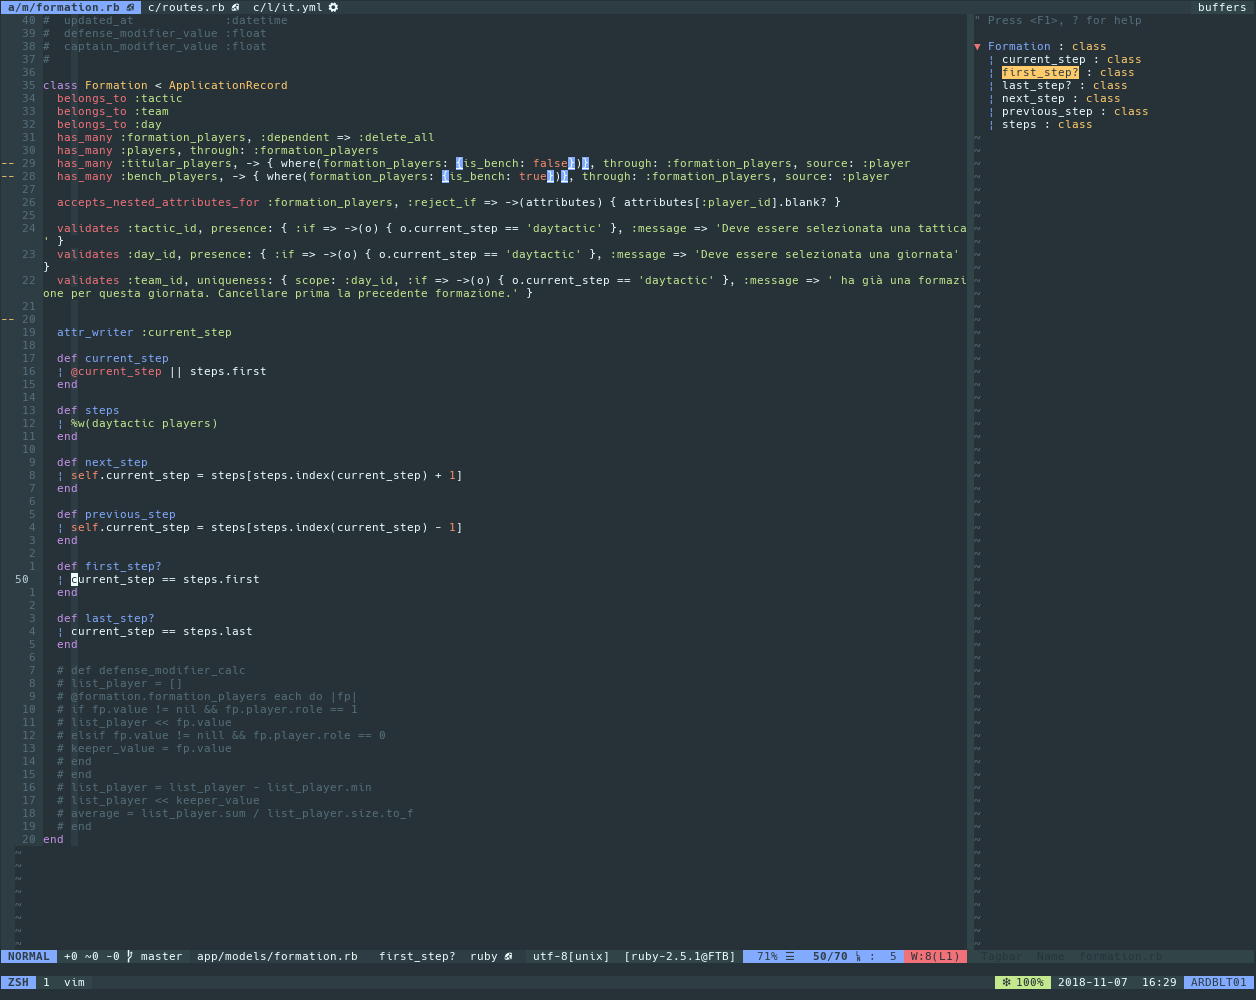 a/m/formation.rb c/routes.rb c/l/it.yml buffers
40 #  updated_at             :datetime
39 #  defense_modifier_value :float
38 #  captain_modifier_value :float
37 #
36
35 class Formation < ApplicationRecord
34   belongs_to :tactic
33   belongs_to :team
32   belongs_to :day
31   has_many :formation_players, :dependent => :delete_all
30   has_many :players, through: :formation_players
-- 29   has_many :titular_players, -> { where(formation_players: {is_bench: false})}, through: :formation_players, source: :player
-- 28   has_many :bench_players, -> { where(formation_players: {is_bench: true})}, through: :formation_players, source: :player
27
26   accepts_nested_attributes_for :formation_players, :reject_if => ->(attributes) { attributes[:player_id].blank? }
25
24   validates :tactic_id, presence: { :if => ->(o) { o.current_step == 'daytactic' }, :message => 'Deve essere selezionata una tattica
' }
23   validates :day_id, presence: { :if => ->(o) { o.current_step == 'daytactic' }, :message => 'Deve essere selezionata una giornata'
}
22   validates :team_id, uniqueness: { scope: :day_id, :if => ->(o) { o.current_step == 'daytactic' }, :message => ' ha già una formazi
one per questa giornata. Cancellare prima la precedente formazione.' }
21
-- 20
19   attr_writer :current_step
18
17   def current_step
16   ¦ @current_step || steps.first
15   end
14
13   def steps
12   ¦ %w(daytactic players)
11   end
10
9   def next_step
8   ¦ self.current_step = steps[steps.index(current_step) + 1]
7   end
6
5   def previous_step
4   ¦ self.current_step = steps[steps.index(current_step) - 1]
3   end
2
1   def first_step?
50   ¦ current_step == steps.first
1   end
2
3   def last_step?
4   ¦ current_step == steps.last
5   end
6
7   # def defense_modifier_calc
8   # list_player = []
9   # @formation.formation_players each do |fp|
10   # if fp.value != nil && fp.player.role == 1
11   # list_player << fp.value
12   # elsif fp.value != nill && fp.player.role == 0
13   # keeper_value = fp.value
14   # end
15   # end
16   # list_player = list_player - list_player.min
17   # list_player << keeper_value
18   # average = list_player.sum / list_player.size.to_f
19   # end
20 end
" Press <F1>, ? for help
▼ Formation : class
¦ current_step : class
¦ first_step? : class
¦ last_step? : class
¦ next_step : class
¦ previous_step : class
¦ steps : class
NORMAL +0 ~0 -0 master app/models/formation.rb first_step? ruby utf-8[unix] [ruby-2.5.1@FTB] 71% ☰ 50/70 : 5 W:8(L1) Tagbar Name formation.rb
ZSH 1 vim ❇ 100% 2018-11-07 16:29 ARDBLT01